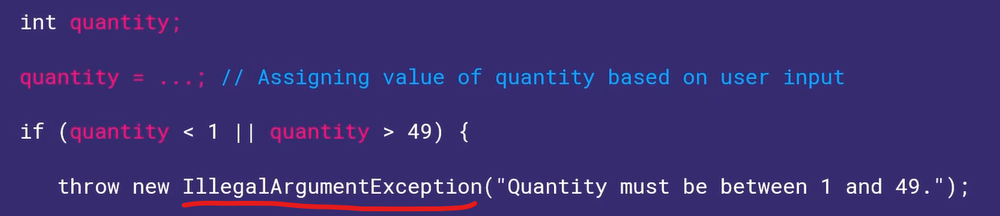 int quantity;
quantity = ...; // Assigning value of quantity based on user input
if (quantity < 1 || quantity > 49) {
throw new IllegalArgumentException("Quantity must be between 1 and 49.");